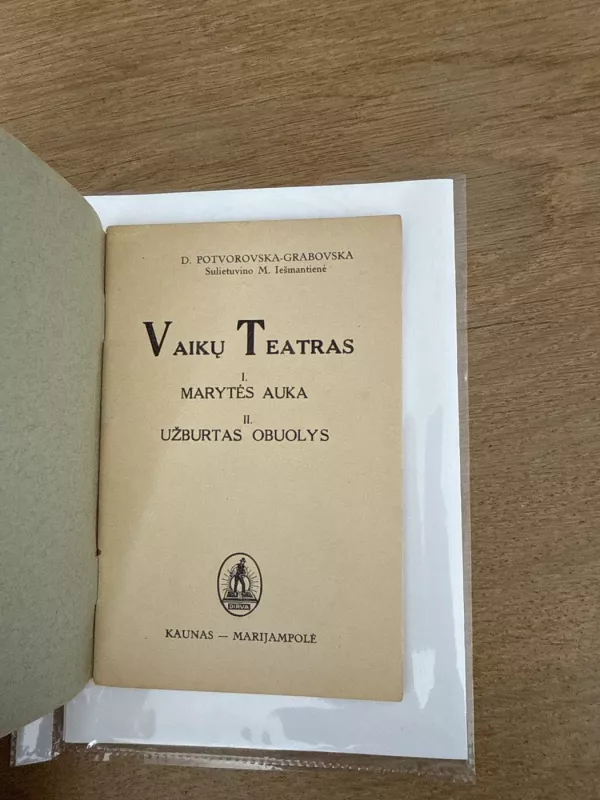 D. POTVOROVSKA-GRABOVSKA
Sulietuvino M. Iešmantienė
VAIKŲ TEATRAS
I.
MARYTĖS AUKA
II.
UŽBURTAS OBUOLYS
DIRVA
KAUNAS — MARIJAMPOLĖ